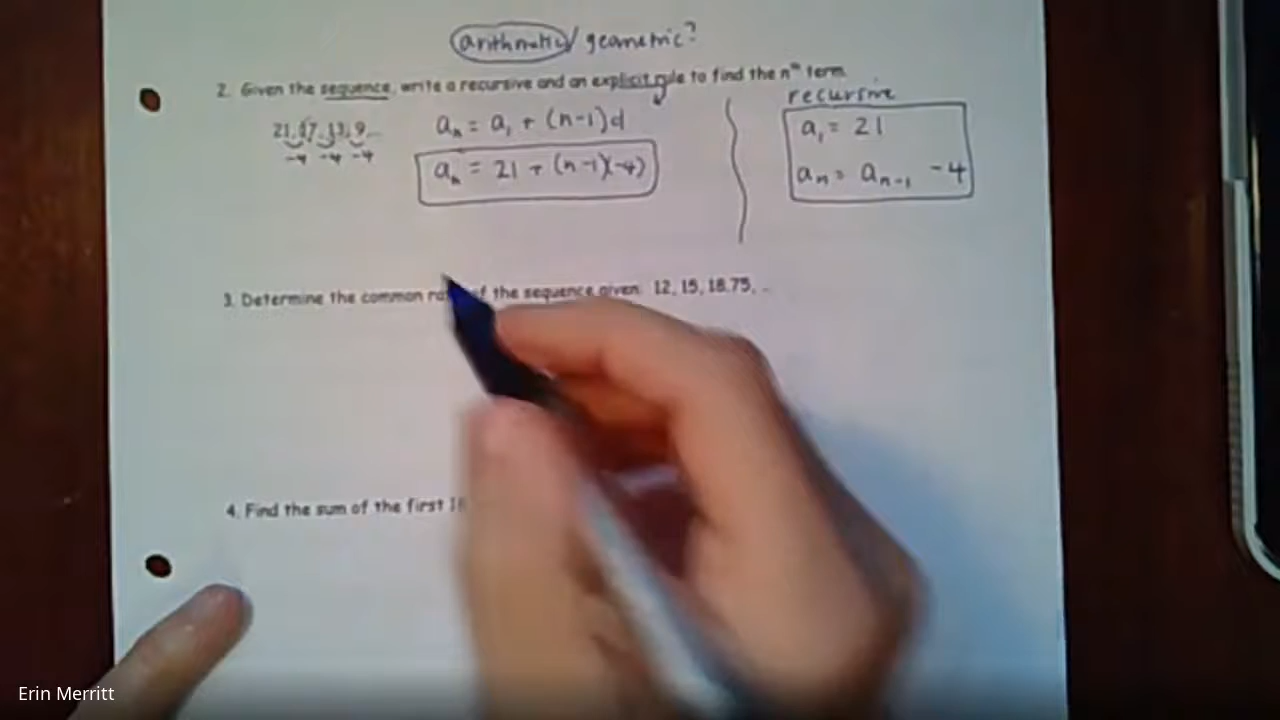 arithmetic/ geometric?
2. Given the sequence, write a recursive and an explicit rule to find the nth term.
21, 17, 13, 9, ...
-4 -4 -4
aₙ = a₁ + (n-1)d
aₙ = 21 + (n-1)(-4)
recursive
a₁ = 21
aₙ = aₙ₋₁ -4
3. Determine the common of the sequence given: 12, 15, 18.75, ...
4. Find the sum of the first
Erin Merritt